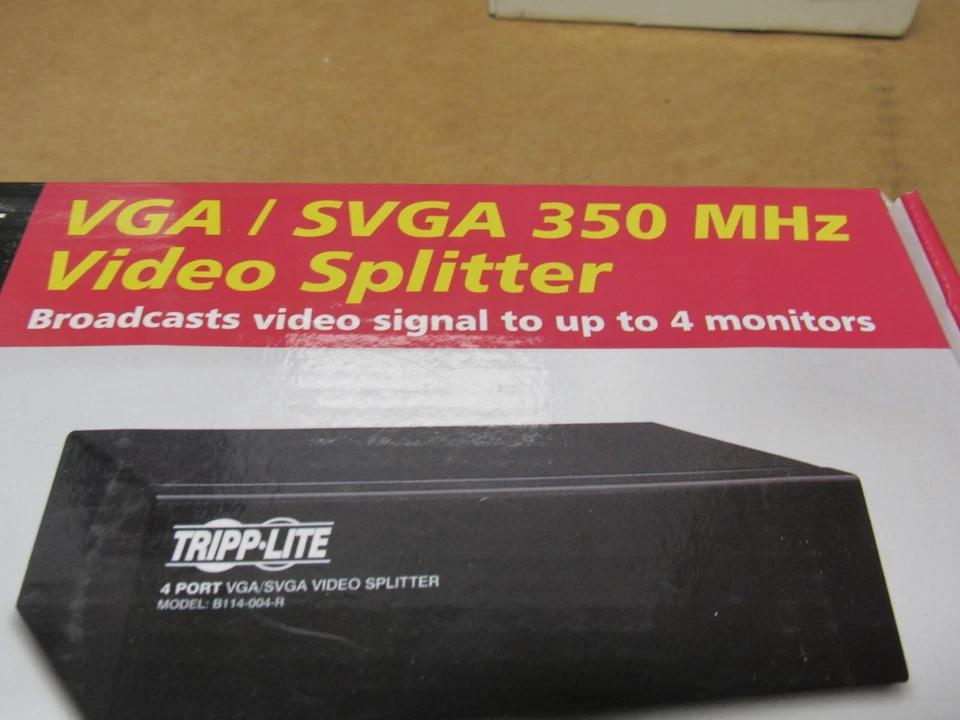 VGA / SVGA 350 MHz
Video Splitter
Broadcasts video signal to up to 4 monitors
TRIPP·LITE
4 PORT VGA/SVGA VIDEO SPLITTER
MODEL: B114-004-R